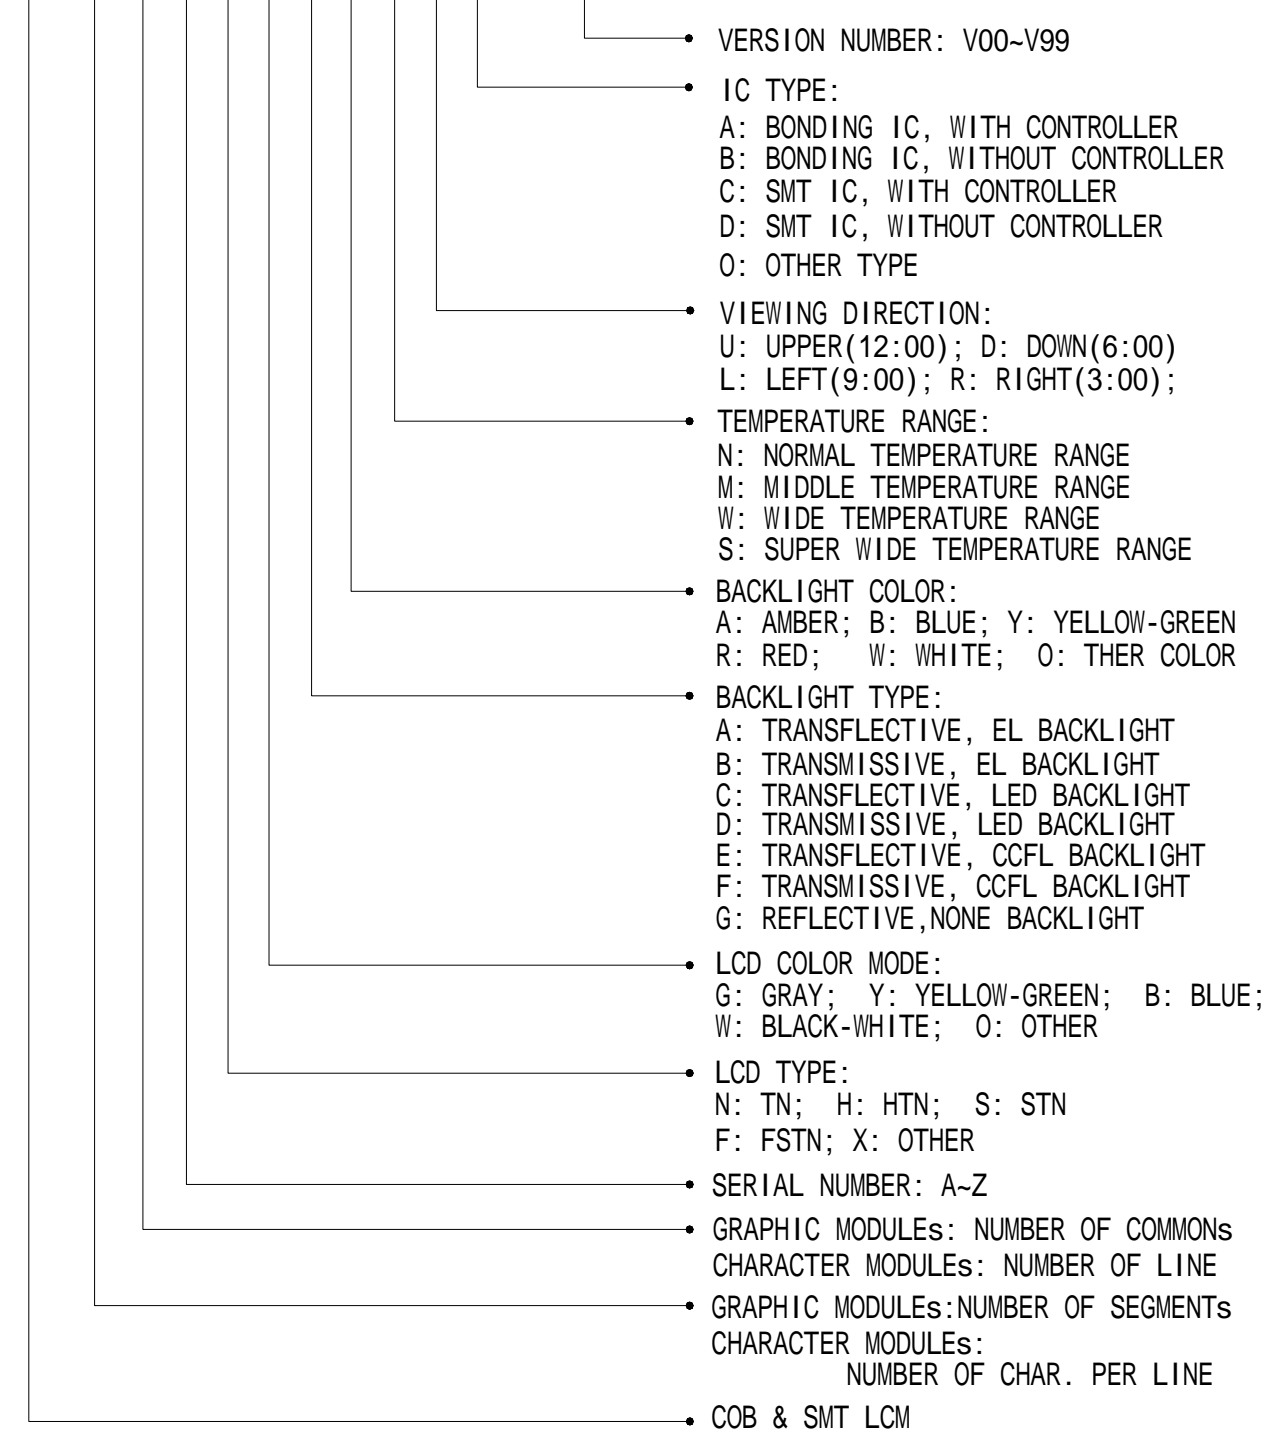 VERSION NUMBER: V00~V99
IC TYPE:
A: BONDING IC, WITH CONTROLLER
B: BONDING IC, WITHOUT CONTROLLER
C: SMT IC, WITH CONTROLLER
D: SMT IC, WITHOUT CONTROLLER
O: OTHER TYPE
VIEWING DIRECTION:
U: UPPER(12:00); D: DOWN(6:00)
L: LEFT(9:00); R: RIGHT(3:00);
TEMPERATURE RANGE:
N: NORMAL TEMPERATURE RANGE
M: MIDDLE TEMPERATURE RANGE
W: WIDE TEMPERATURE RANGE
S: SUPER WIDE TEMPERATURE RANGE
BACKLIGHT COLOR:
A: AMBER; B: BLUE; Y: YELLOW-GREEN
R: RED; W: WHITE; O: THER COLOR
BACKLIGHT TYPE:
A: TRANSFLECTIVE, EL BACKLIGHT
B: TRANSMISSIVE, EL BACKLIGHT
C: TRANSFLECTIVE, LED BACKLIGHT
D: TRANSMISSIVE, LED BACKLIGHT
E: TRANSFLECTIVE, CCFL BACKLIGHT
F: TRANSMISSIVE, CCFL BACKLIGHT
G: REFLECTIVE,NONE BACKLIGHT
LCD COLOR MODE:
G: GRAY; Y: YELLOW-GREEN; B: BLUE;
W: BLACK-WHITE; O: OTHER
LCD TYPE:
N: TN; H: HTN; S: STN
F: FSTN; X: OTHER
SERIAL NUMBER: A~Z
GRAPHIC MODULEs: NUMBER OF COMMONs
CHARACTER MODULEs: NUMBER OF LINE
GRAPHIC MODULEs:NUMBER OF SEGMENTs
CHARACTER MODULEs:
NUMBER OF CHAR. PER LINE
COB & SMT LCM